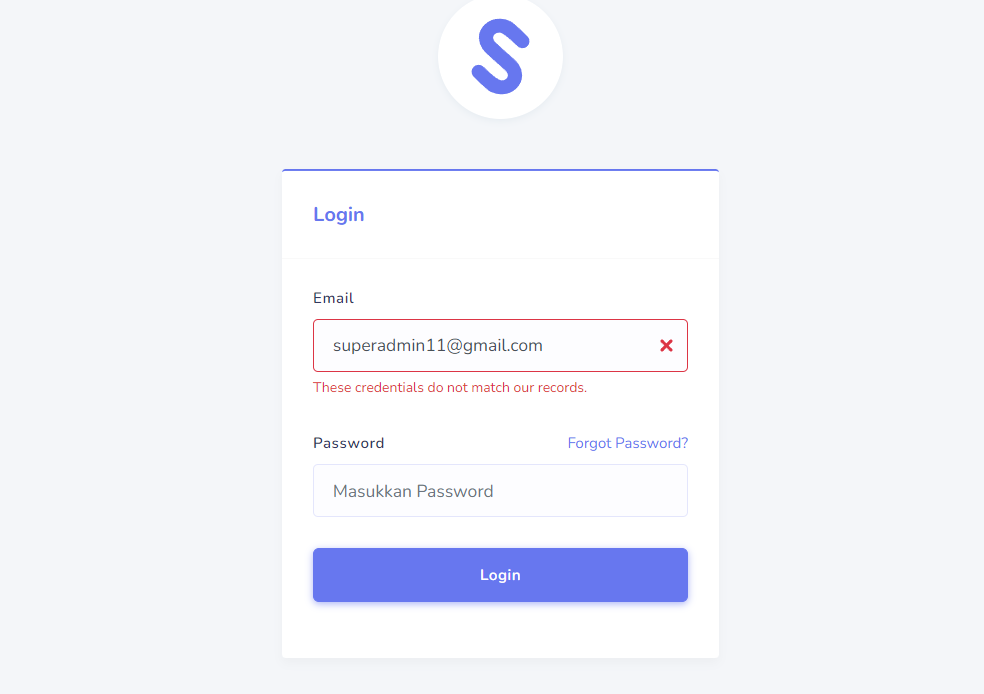 S
Login
Email
superadmin11@gmail.com
These credentials do not match our records.
Password Forgot Password?
Masukkan Password
Login